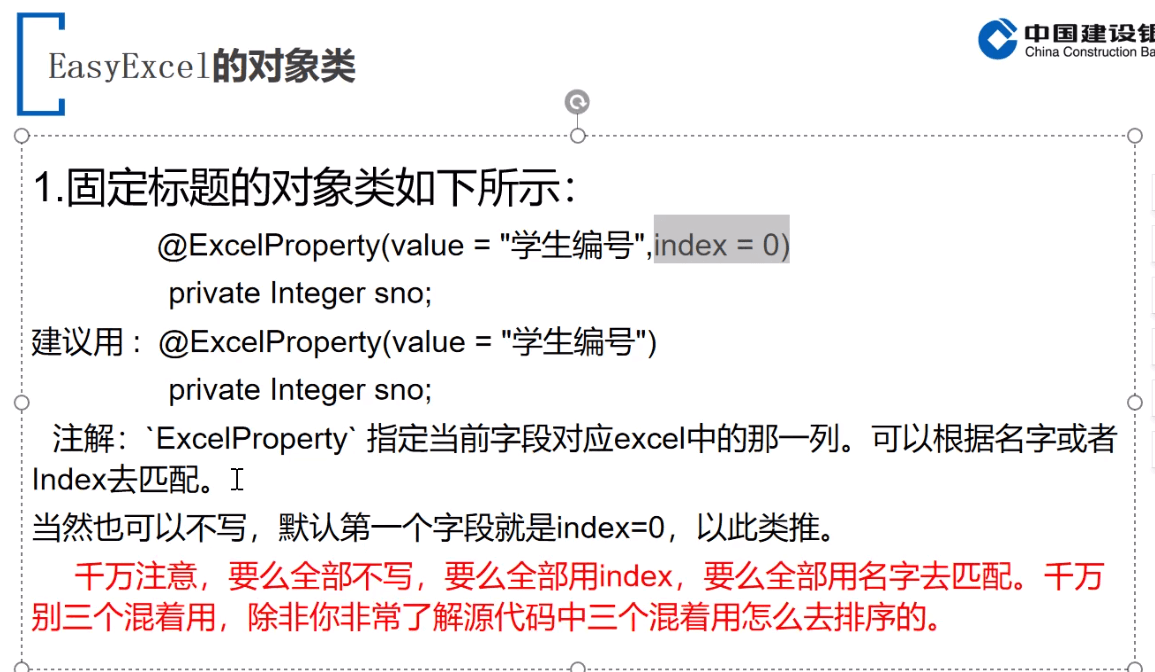 EasyExcel的对象类
中国建设银
China Construction Ba
1.固定标题的对象类如下所示：
@ExcelProperty(value = "学生编号",index = 0)
private Integer sno;
建议用： @ExcelProperty(value = "学生编号")
private Integer sno;
注解：`ExcelProperty` 指定当前字段对应excel中的那一列。可以根据名字或者
Index去匹配。
当然也可以不写，默认第一个字段就是index=0，以此类推。
千万注意，要么全部不写，要么全部用index，要么全部用名字去匹配。千万
别三个混着用，除非你非常了解源代码中三个混着用怎么去排序的。